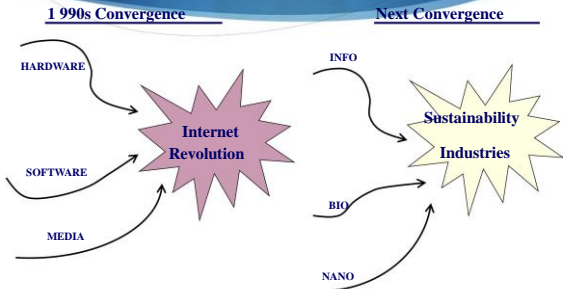 1 990s Convergence
HARDWARE
SOFTWARE
MEDIA
Internet
Revolution
Next Convergence
INFO
BIO
NANO
Sustainability
Industries